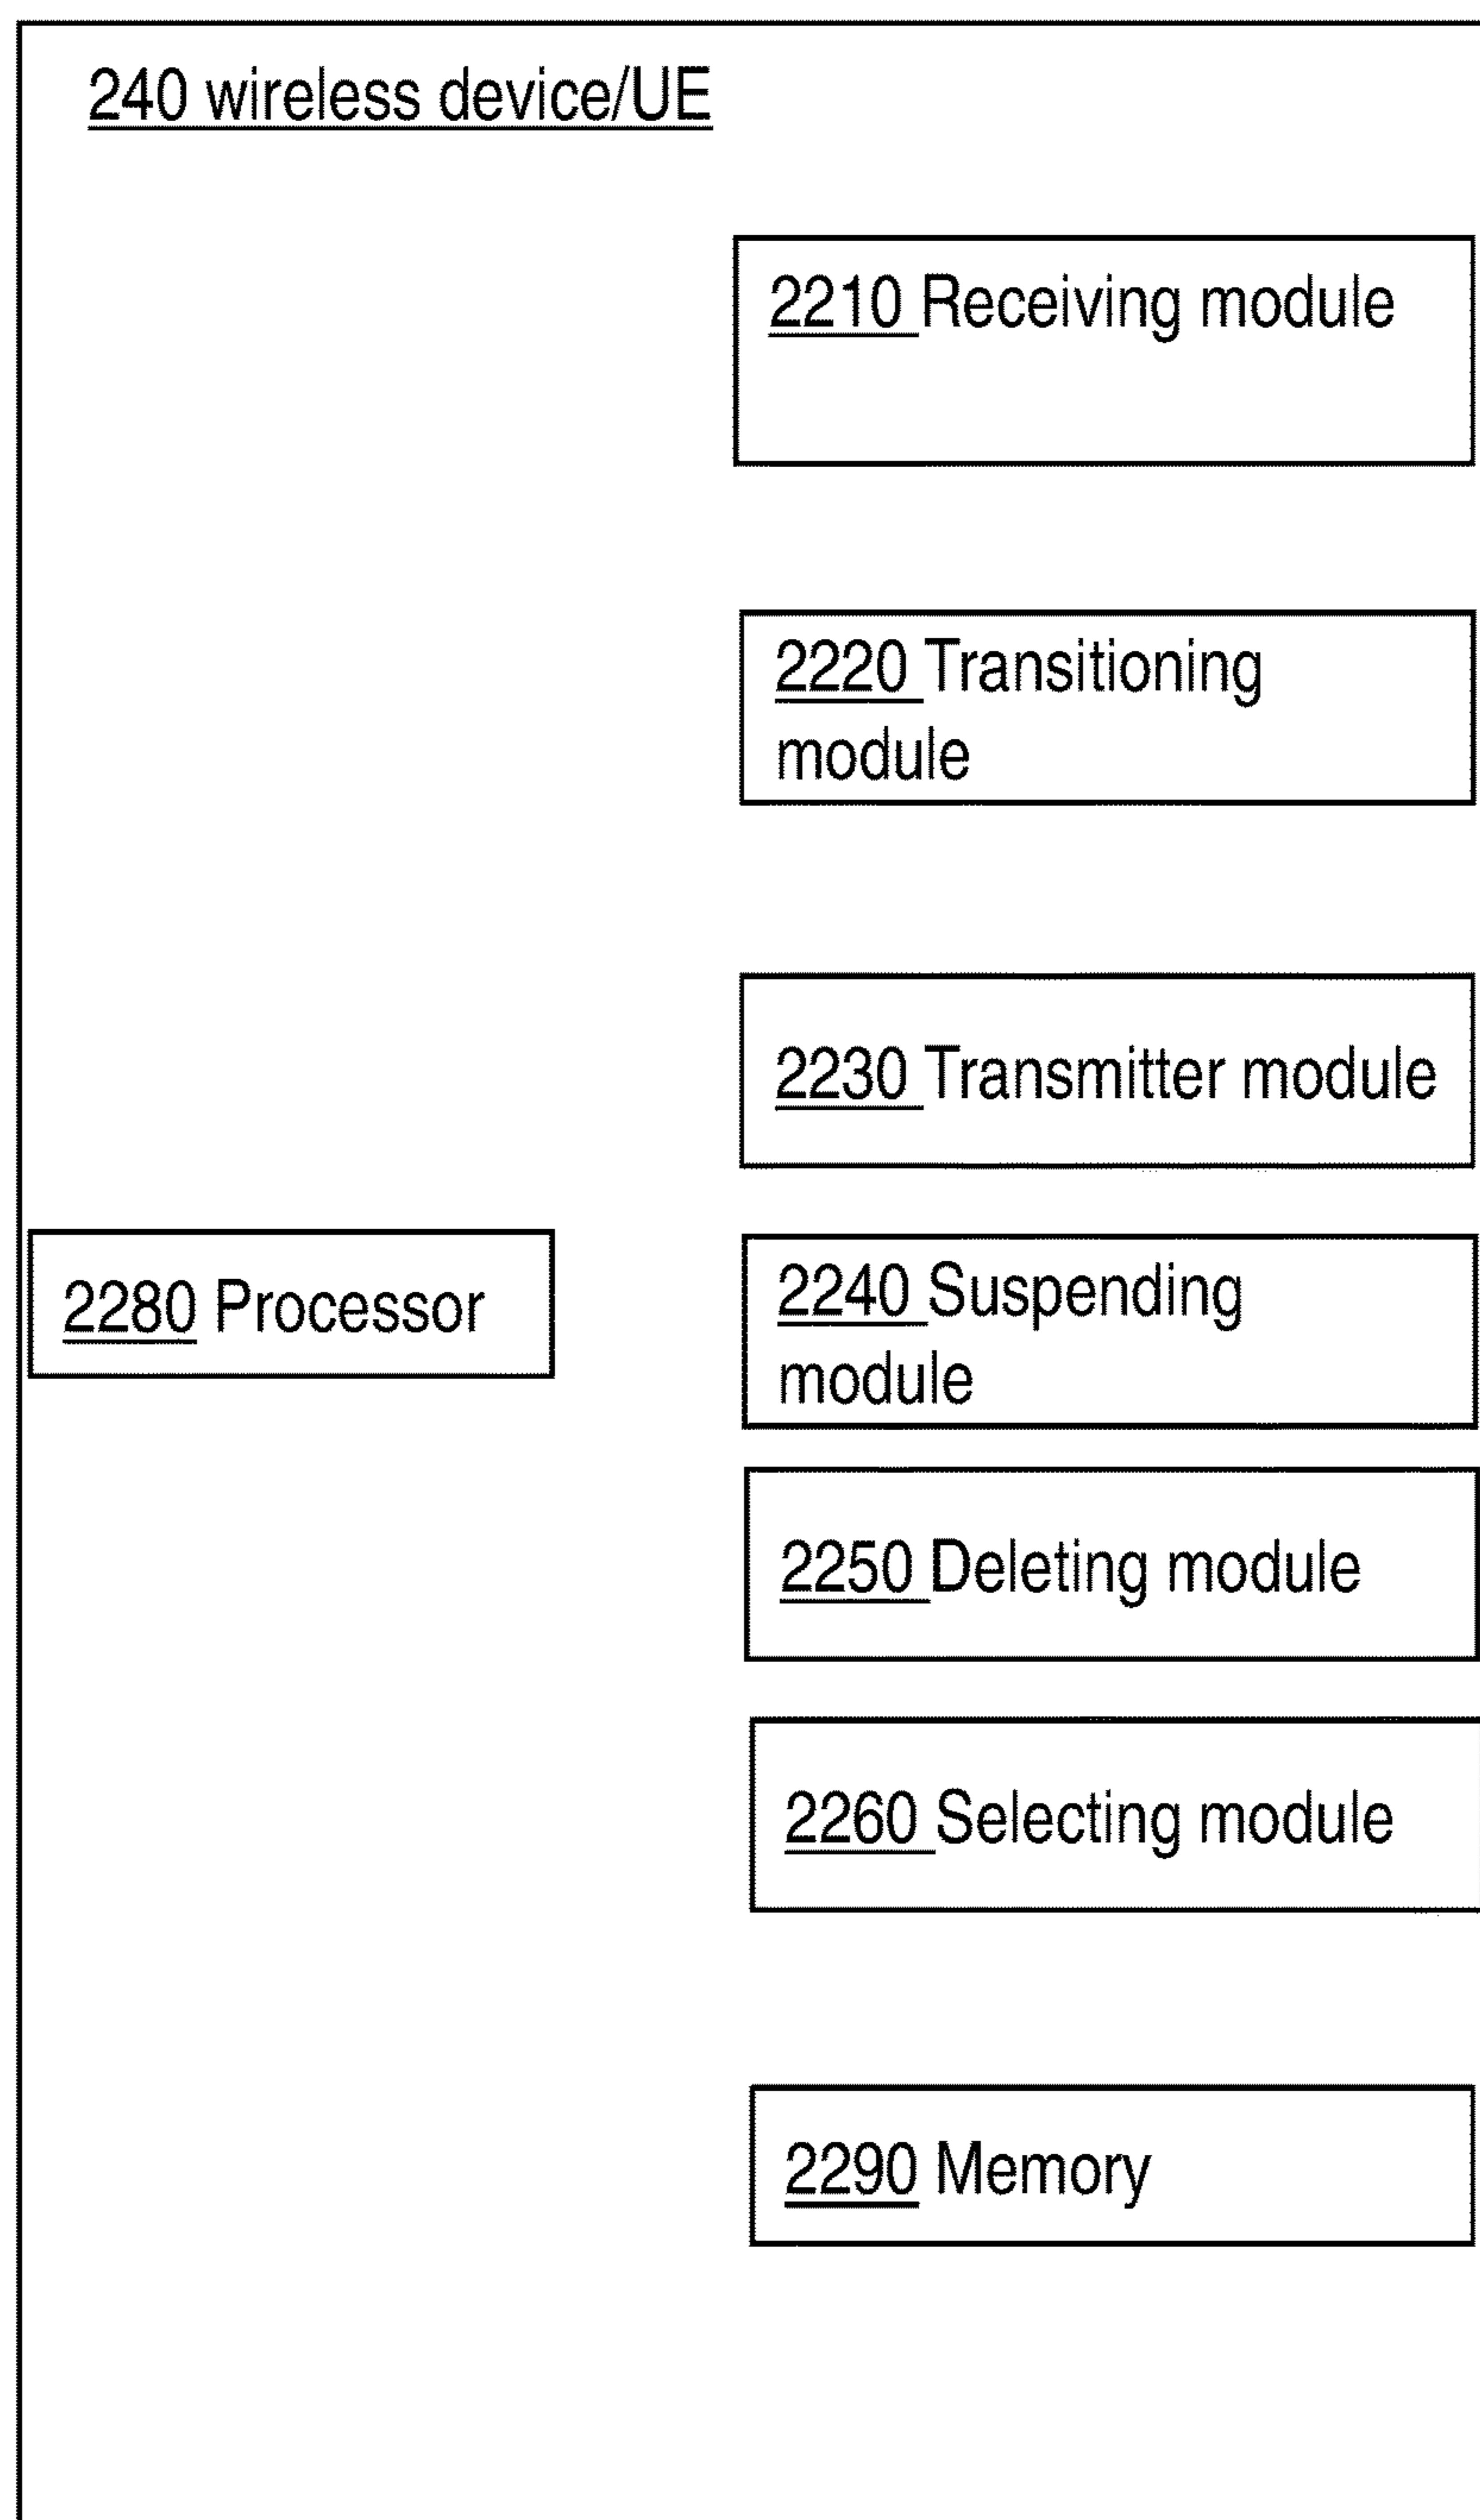 240 wireless device/UE
2210 Receiving module
2220 Transitioning
module
2230 Transmitter module
2280 Processor
2240 Suspending
module
2250 Deleting module
2260 Selecting module
2290 Memory